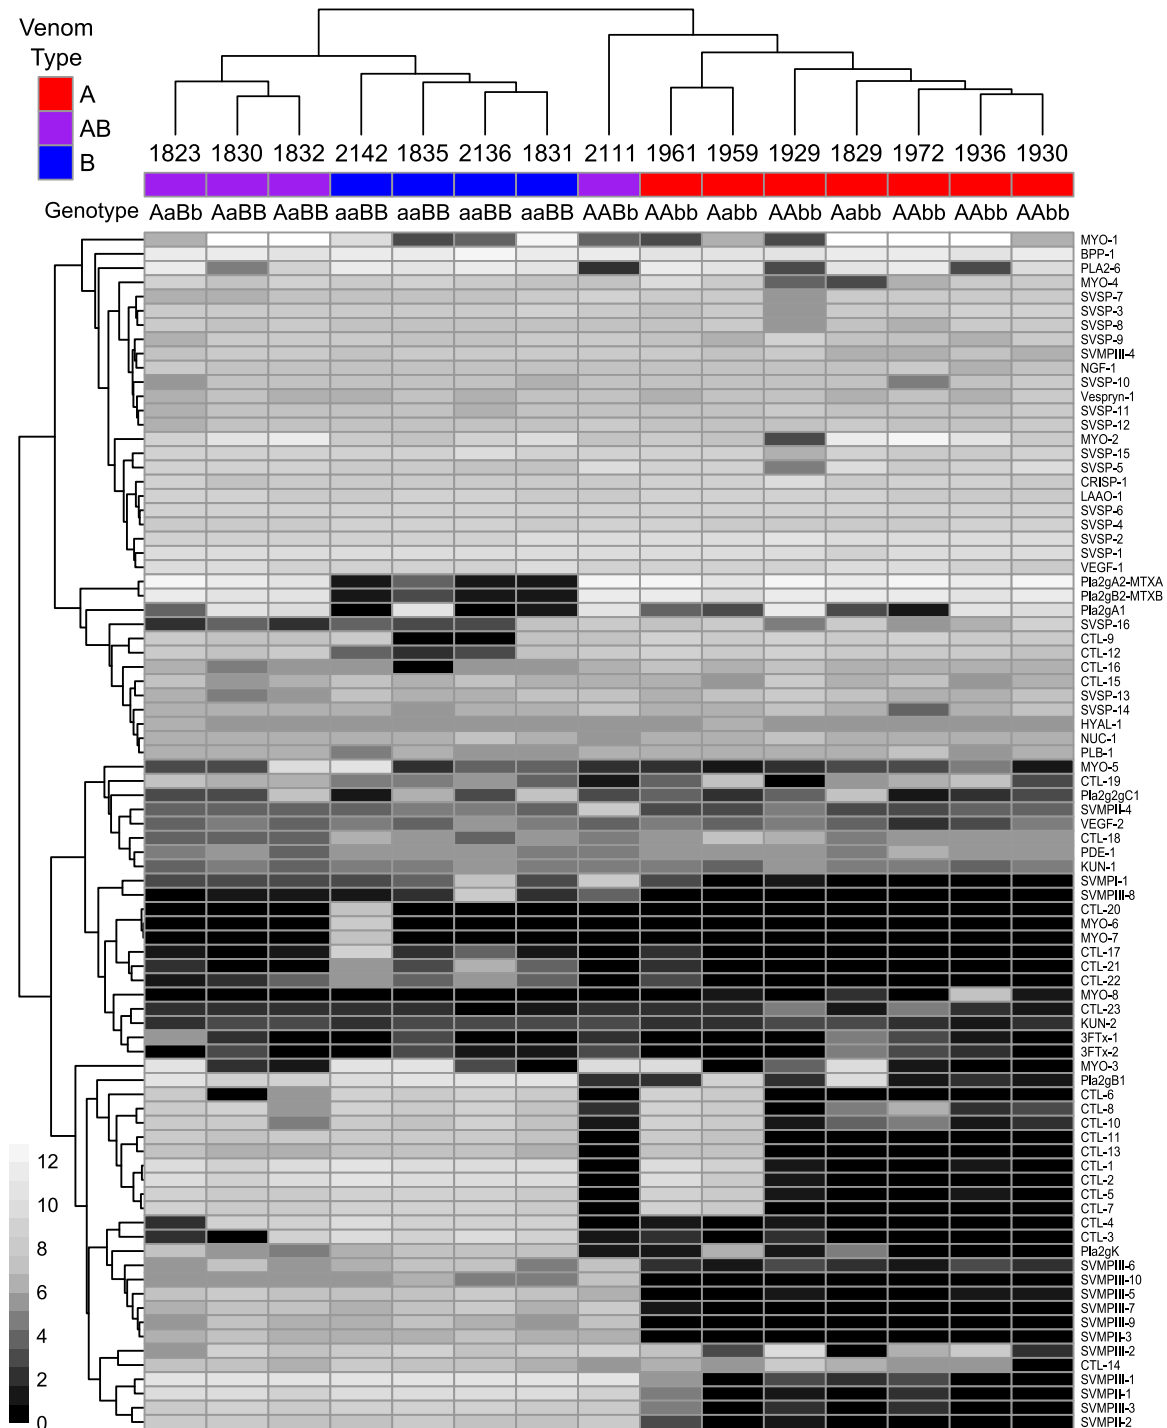 Venom
Type
A
AB
B
1823 1830 1832 2142 1835 2136 1831 2111 1961 1959 1929 1829 1972 1936 1930
Genotype AaBb AaBB AaBB aaBB aaBB aaBB aaBB AABb AAbb Aabb AAbb Aabb AAbb AAbb AAbb
MYO-1
BPP-1
PLA2-6
MYO-4
SVSP-7
SVSP-3
SVSP-8
SVSP-9
SVMPIII-4
NGF-1
SVSP-10
Vespryn-1
SVSP-11
SVSP-12
MYO-2
SVSP-15
SVSP-5
CRISP-1
LAAO-1
SVSP-6
SVSP-4
SVSP-2
SVSP-1
VEGF-1
Pla2gA2-MTXA
Pla2gB2-MTXB
Pla2gA1
SVSP-16
CTL-9
CTL-12
CTL-16
CTL-15
SVSP-13
SVSP-14
HYAL-1
NUC-1
PLB-1
MYO-5
CTL-19
Pla2g2gC1
SVMPII-4
VEGF-2
CTL-18
PDE-1
KUN-1
SVMPI-1
SVMPIII-8
CTL-20
MYO-6
MYO-7
CTL-17
CTL-21
CTL-22
MYO-8
CTL-23
KUN-2
3FTx-1
3FTx-2
MYO-3
Pla2gB1
CTL-6
CTL-8
CTL-10
CTL-11
CTL-13
CTL-1
CTL-2
CTL-5
CTL-7
CTL-4
CTL-3
Pla2gK
SVMPIII-6
SVMPIII-10
SVMPIII-5
SVMPIII-7
SVMPIII-9
SVMPII-3
SVMPIII-2
CTL-14
SVMPIII-1
SVMPII-1
SVMPIII-3
SVMPII-2
12
10
8
6
4
2
0